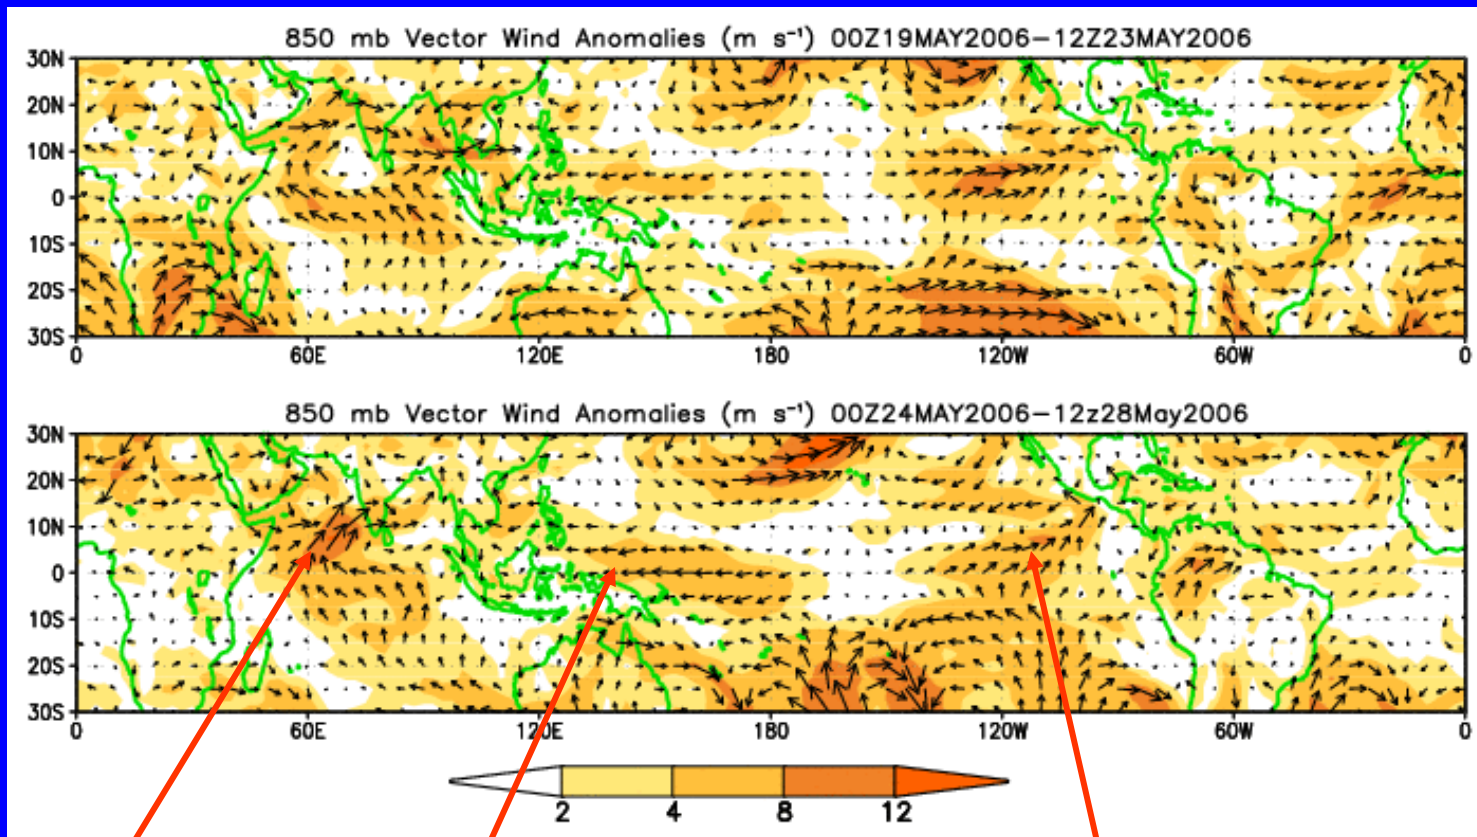 850 mb Vector Wind Anomalies (m s⁻¹) 00Z19MAY2006–12Z23MAY2006
30N
20N
10N
0
10S
20S
30S
0 60E 120E 180 120W 60W 0
850 mb Vector Wind Anomalies (m s⁻¹) 00Z24MAY2006–12z28May2006
30N
20N
10N
0
10S
20S
30S
0 60E 120E 180 120W 60W 0
2 4 8 12